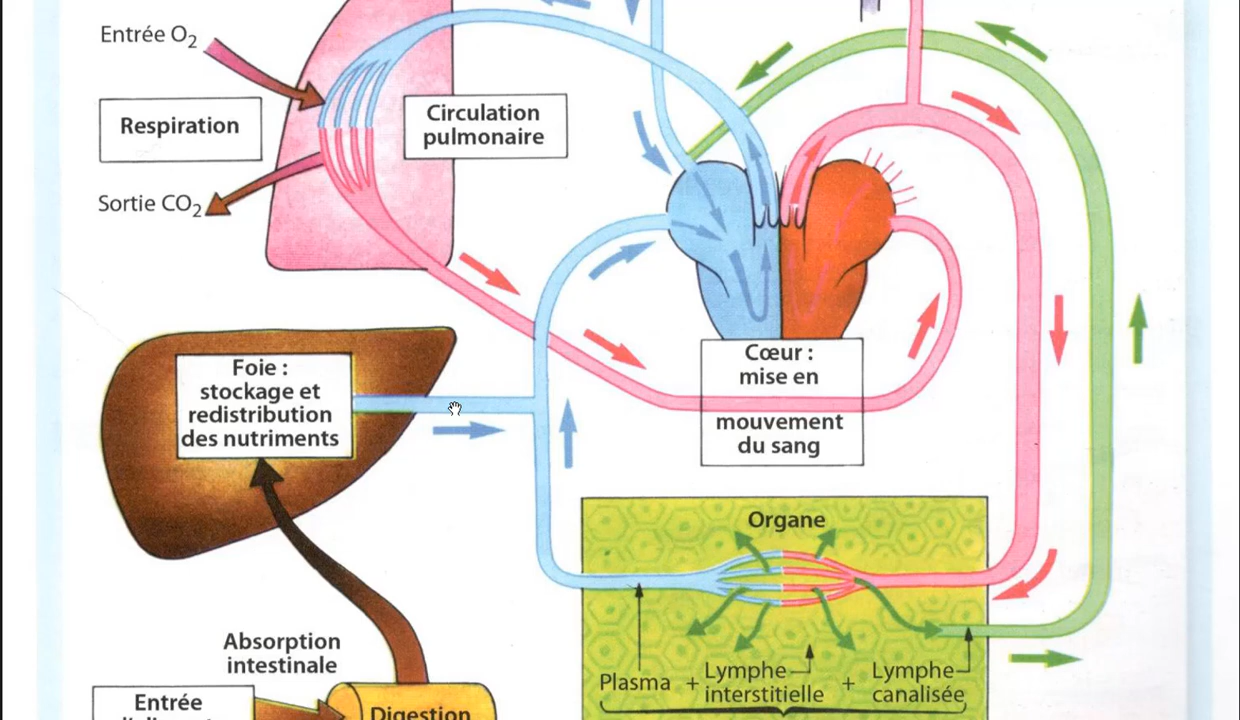 Entrée O2
Respiration
Sortie CO2
Circulation
pulmonaire
Foie :
stockage et
redistribution
des nutriments
Cœur :
mise en
mouvement
du sang
Organe
Plasma + Lymphe interstitielle + Lymphe canalisée
Absorption
intestinale
Entrée
Digestion